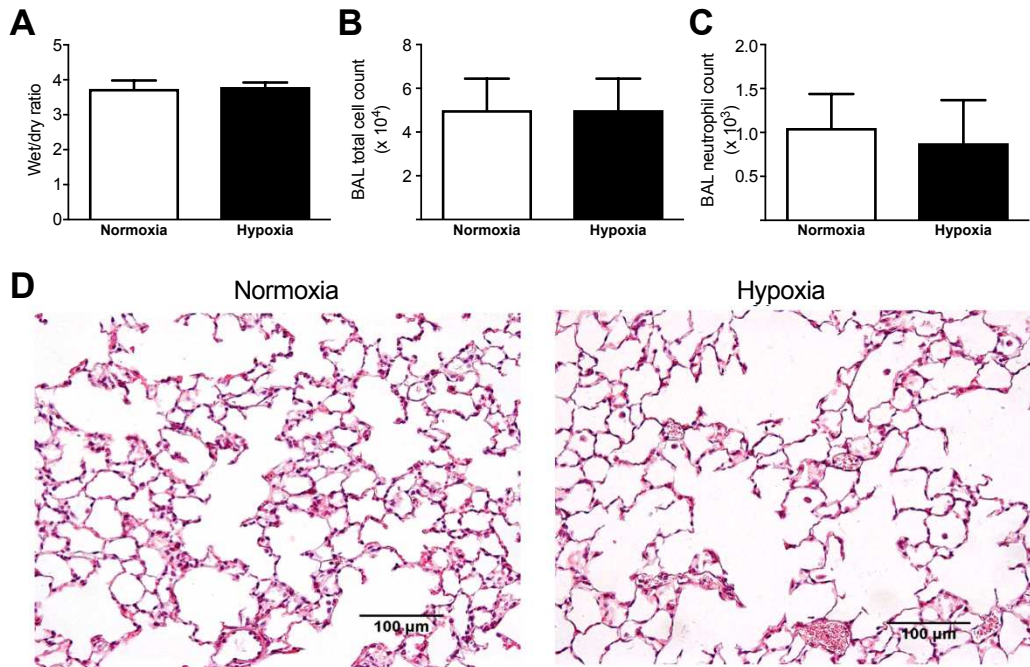 A
Wet/dry ratio
5
4
3
2
1
0
Normoxia
Hypoxia
B
BAL total cell count
(x 10⁴)
8
6
4
2
0
Normoxia
Hypoxia
C
BAL neutrophil count
(x 10³)
2.0
1.5
1.0
0.5
0
Normoxia
Hypoxia
D
Normoxia
Hypoxia
100 µm
100 µm